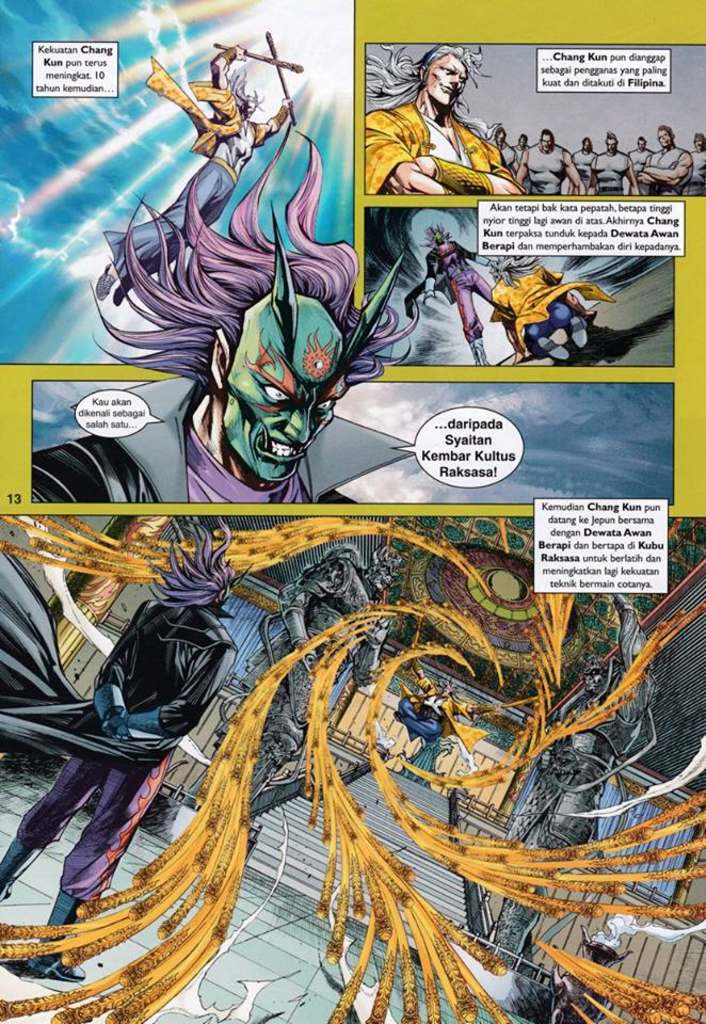 Kekuatan Chang
Kun pun terus
meningkat. 10
tahun kemudian...
...Chang Kun pun dianggap
sebagai pengganas yang paling
kuat dan ditakuti di Filipina.
Akan tetapi bak kata pepatah, bapa tinggi
nyior tinggi lagi awan di atas. Akhirnya Chang
Kun terpaksa tunduk kepada Dewata Awan
Berapi dan memperhambakan diri kepadanya.
Kau akan
dikenali sebagai
salah satu...
...daripada
Syaitan
Kembar Kultus
Raksasa!
13
Kemudian Chang Kun pun
datang ke Jepun bersama
dengan Dewata Awan
Berapi dan bertapa di Kubu
Raksasa untuk berlatih dan
meningkatkan lagi kekuatan
teknik bermain cotanya.